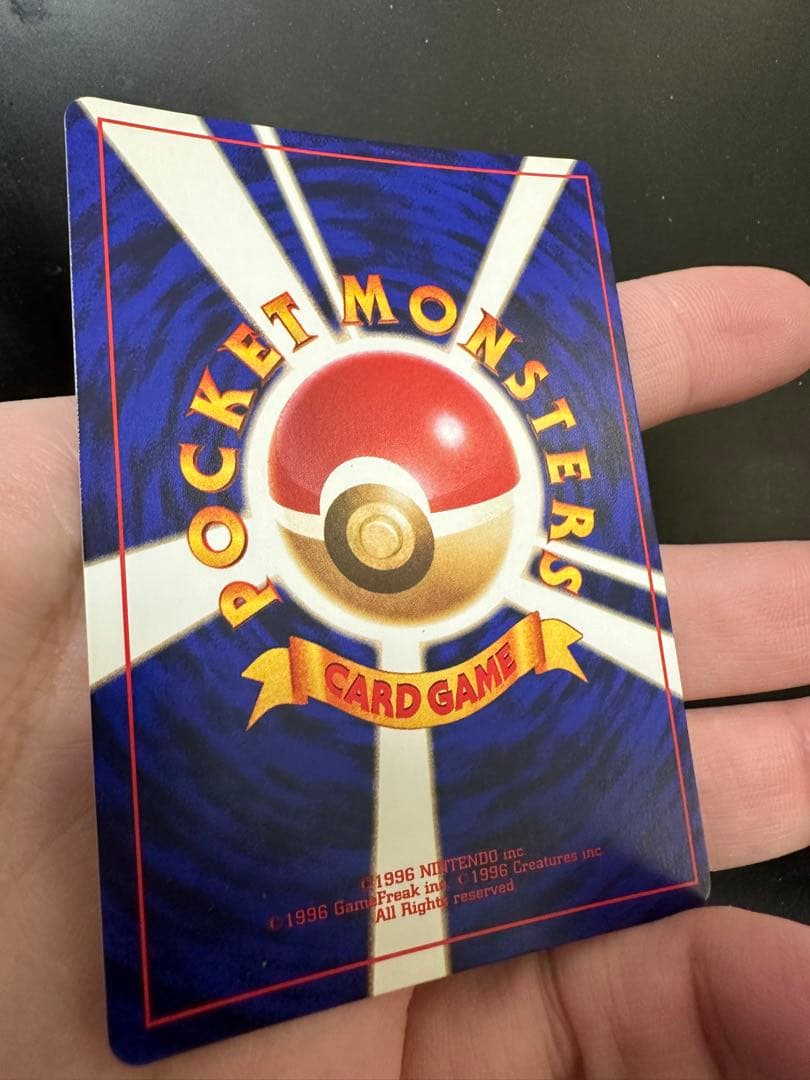 POCKET MONSTERS
CARD GAME
©1996 NINTENDO inc.
©1996 GameFreak inc. ©1996 Creatures inc.
All Rights reserved